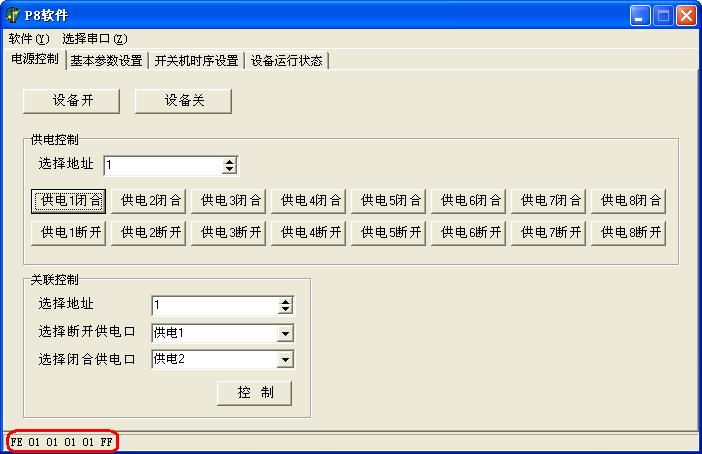 P8软件
软件(Y) 选择串口(Z)
电源控制 基本参数设置 开关机时序设置 设备运行状态
设备开 设备关
供电控制
选择地址 1
供电1闭合 供电2闭合 供电3闭合 供电4闭合 供电5闭合 供电6闭合 供电7闭合 供电8闭合
供电1断开 供电2断开 供电3断开 供电4断开 供电5断开 供电6断开 供电7断开 供电8断开
关联控制
选择地址 1
选择断开供电口 供电1
选择闭合供电口 供电2
控 制
FE 01 01 01 01 FF